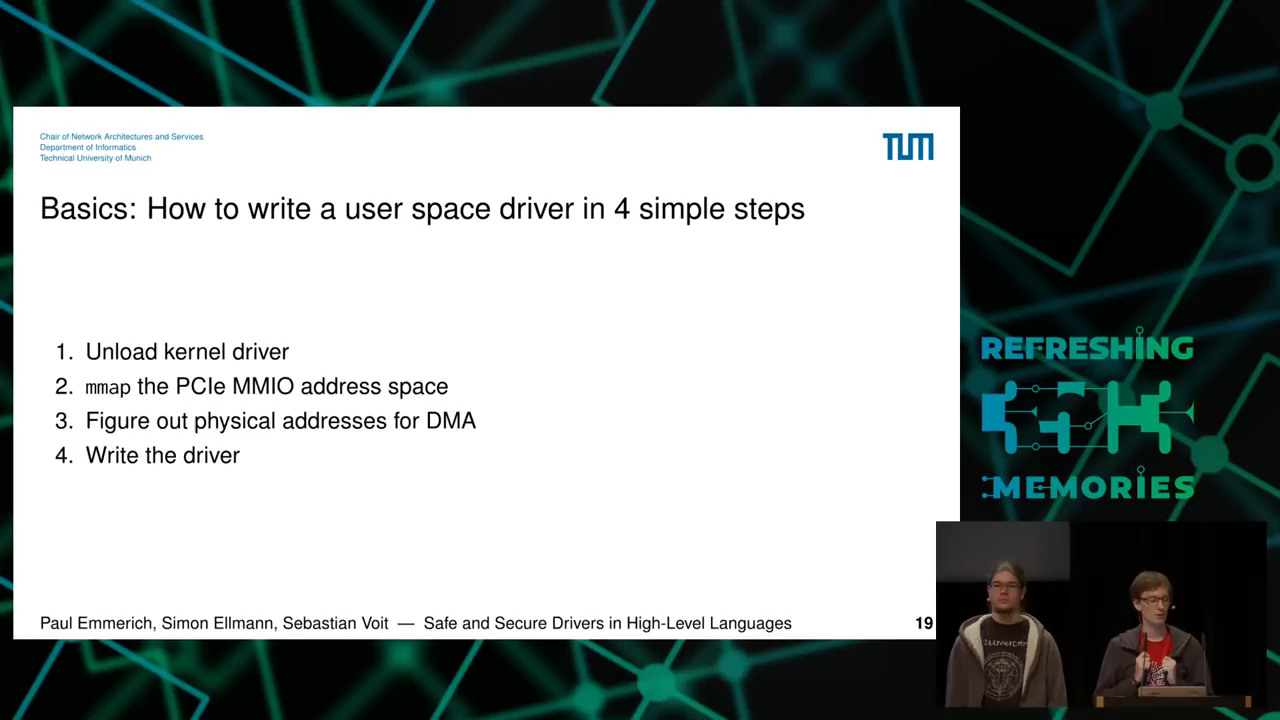 Chair of Network Architectures and Services
Department of Informatics
Technical University of Munich
TUM
Basics: How to write a user space driver in 4 simple steps
1. Unload kernel driver
2. mmap the PCIe MMIO address space
3. Figure out physical addresses for DMA
4. Write the driver
Paul Emmerich, Simon Ellmann, Sebastian Voit — Safe and Secure Drivers in High-Level Languages
19
REFRESHING
MEMORIES